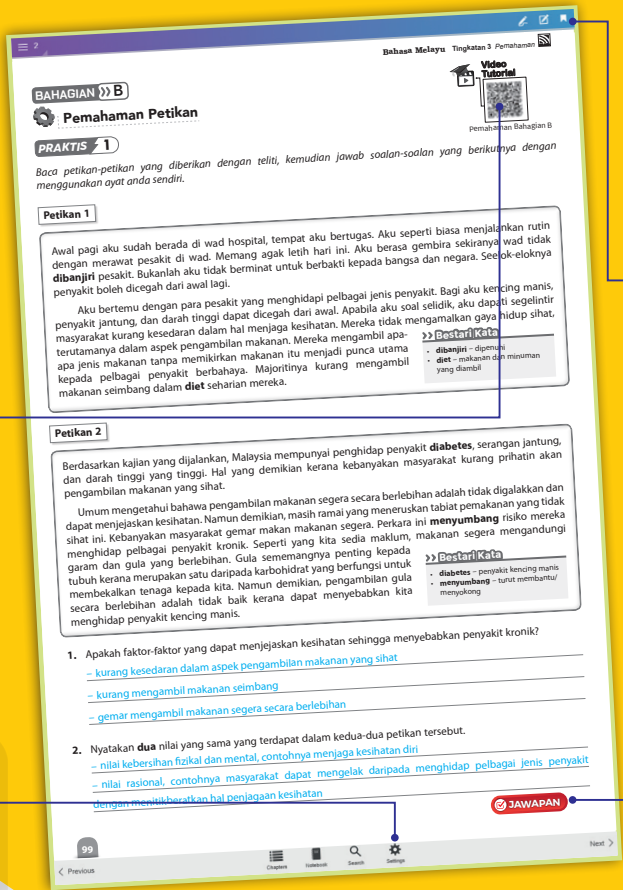 2
Bahasa Melayu Tingkatan 3 Pemahaman
Video
Tutorial
Pemahaman Bahagian B
BAHAGIAN B
Pemahaman Petikan
PRAKTIS 1
Baca petikan-petikan yang diberikan dengan teliti, kemudian jawab soalan-soalan yang berikutnya dengan
menggunakan ayat anda sendiri.
Petikan 1
Awal pagi aku sudah berada di wad hospital, tempat aku bertugas. Aku seperti biasa menjalankan rutin
dengan merawat pesakit di wad. Memang agak letih hari ini. Aku berasa gembira sekiranya wad tidak
dibanjiri pesakit. Bukanlah aku tidak berminat untuk berbakti kepada bangsa dan negara. Seelok-eloknya
penyakit boleh dicegah dari awal lagi.
Aku bertemu dengan para pesakit yang menghidapi pelbagai jenis penyakit. Bagi aku kencing manis,
penyakit jantung, dan darah tinggi dapat dicegah dari awal. Apabila aku soal selidik, aku dapati segelintir
masyarakat kurang kesedaran dalam hal menjaga kesihatan. Mereka tidak mengamalkan gaya hidup sihat,
terutamanya dalam aspek pengambilan makanan. Mereka mengambil apa-
apa jenis makanan tanpa memikirkan makanan itu menjadi punca utama
kepada pelbagai penyakit berbahaya. Majoritinya kurang mengambil
makanan seimbang dalam diet seharian mereka.
Bestari Kata
• dibanjiri – dipenuhi
• diet – makanan dan minuman
yang diambil
Petikan 2
Berdasarkan kajian yang dijalankan, Malaysia mempunyai penghidap penyakit diabetes, serangan jantung,
dan darah tinggi yang tinggi. Hal yang demikian kerana kebanyakan masyarakat kurang prihatin akan
pengambilan makanan yang sihat.
Umum mengetahui bahawa pengambilan makanan segera secara berlebihan adalah tidak digalakkan dan
dapat menjejaskan kesihatan. Namun demikian, masih ramai yang meneruskan tabiat pemakanan yang tidak
sihat ini. Kebanyakan masyarakat gemar makan makanan segera. Perkara ini menyumbang risiko mereka
menghidap pelbagai penyakit kronik. Seperti yang kita sedia maklum, makanan segera mengandungi
garam dan gula yang berlebihan. Gula sememangnya penting kepada
tubuh kerana merupakan satu daripada karbohidrat yang berfungsi untuk
membekalkan tenaga kepada kita. Namun demikian, pengambilan gula
secara berlebihan adalah tidak baik kerana dapat menyebabkan kita
menghidap penyakit kencing manis.
Bestari Kata
• diabetes – penyakit kencing manis
• menyumbang – turut membantu/
menyokong
1. Apakah faktor-faktor yang dapat menjejaskan kesihatan sehingga menyebabkan penyakit kronik?
– kurang kesedaran dalam aspek pengambilan makanan yang sihat
– kurang mengambil makanan seimbang
– gemar mengambil makanan segera secara berlebihan
2. Nyatakan dua nilai yang sama yang terdapat dalam kedua-dua petikan tersebut.
– nilai kebersihan fizikal dan mental, contohnya menjaga kesihatan diri
– nilai rasional, contohnya masyarakat dapat mengelak daripada menghidap pelbagai jenis penyakit
dengan menitikberatkan hal penjagaan kesihatan
JAWAPAN
99
Previous
Chapters
Notebook
Search
Settings
Next